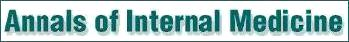 Annals of Internal Medicine